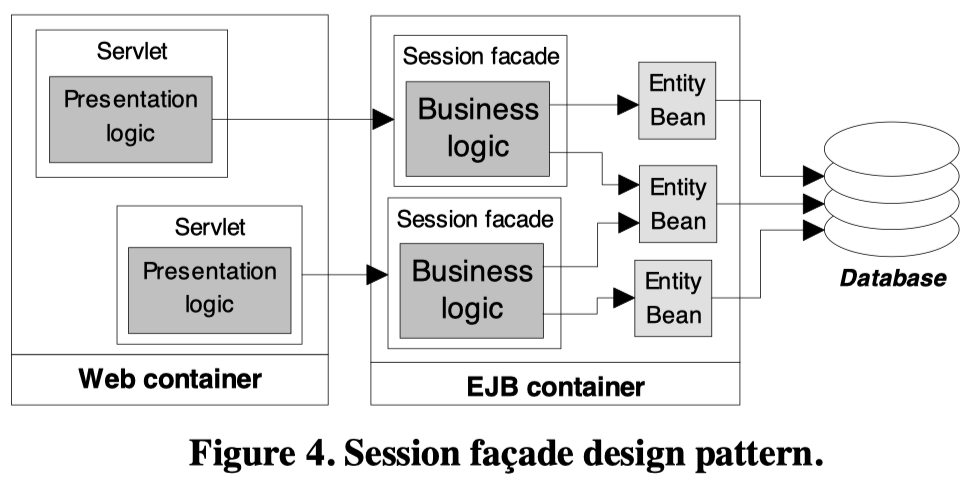 Servlet
Presentation
logic
Servlet
Presentation
logic
Web container
Session facade
Business
logic
Session facade
Business
logic
Entity
Bean
Entity
Bean
Entity
Bean
EJB container
Database
Figure 4. Session façade design pattern.